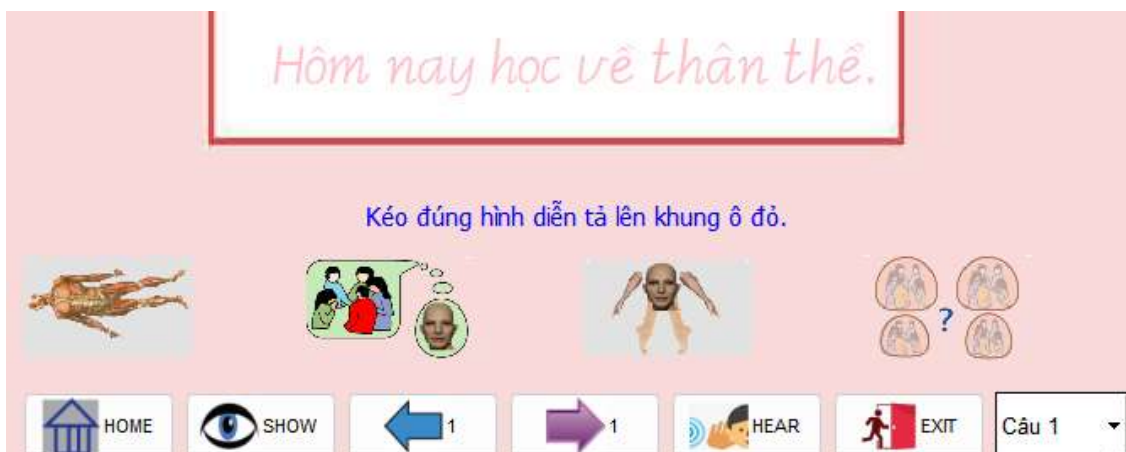 Hôm nay học về thân thể.
Kéo đúng hình diễn tả lên khung ô đỏ.
?
HOME SHOW 1 1 HEAR EXIT Câu 1